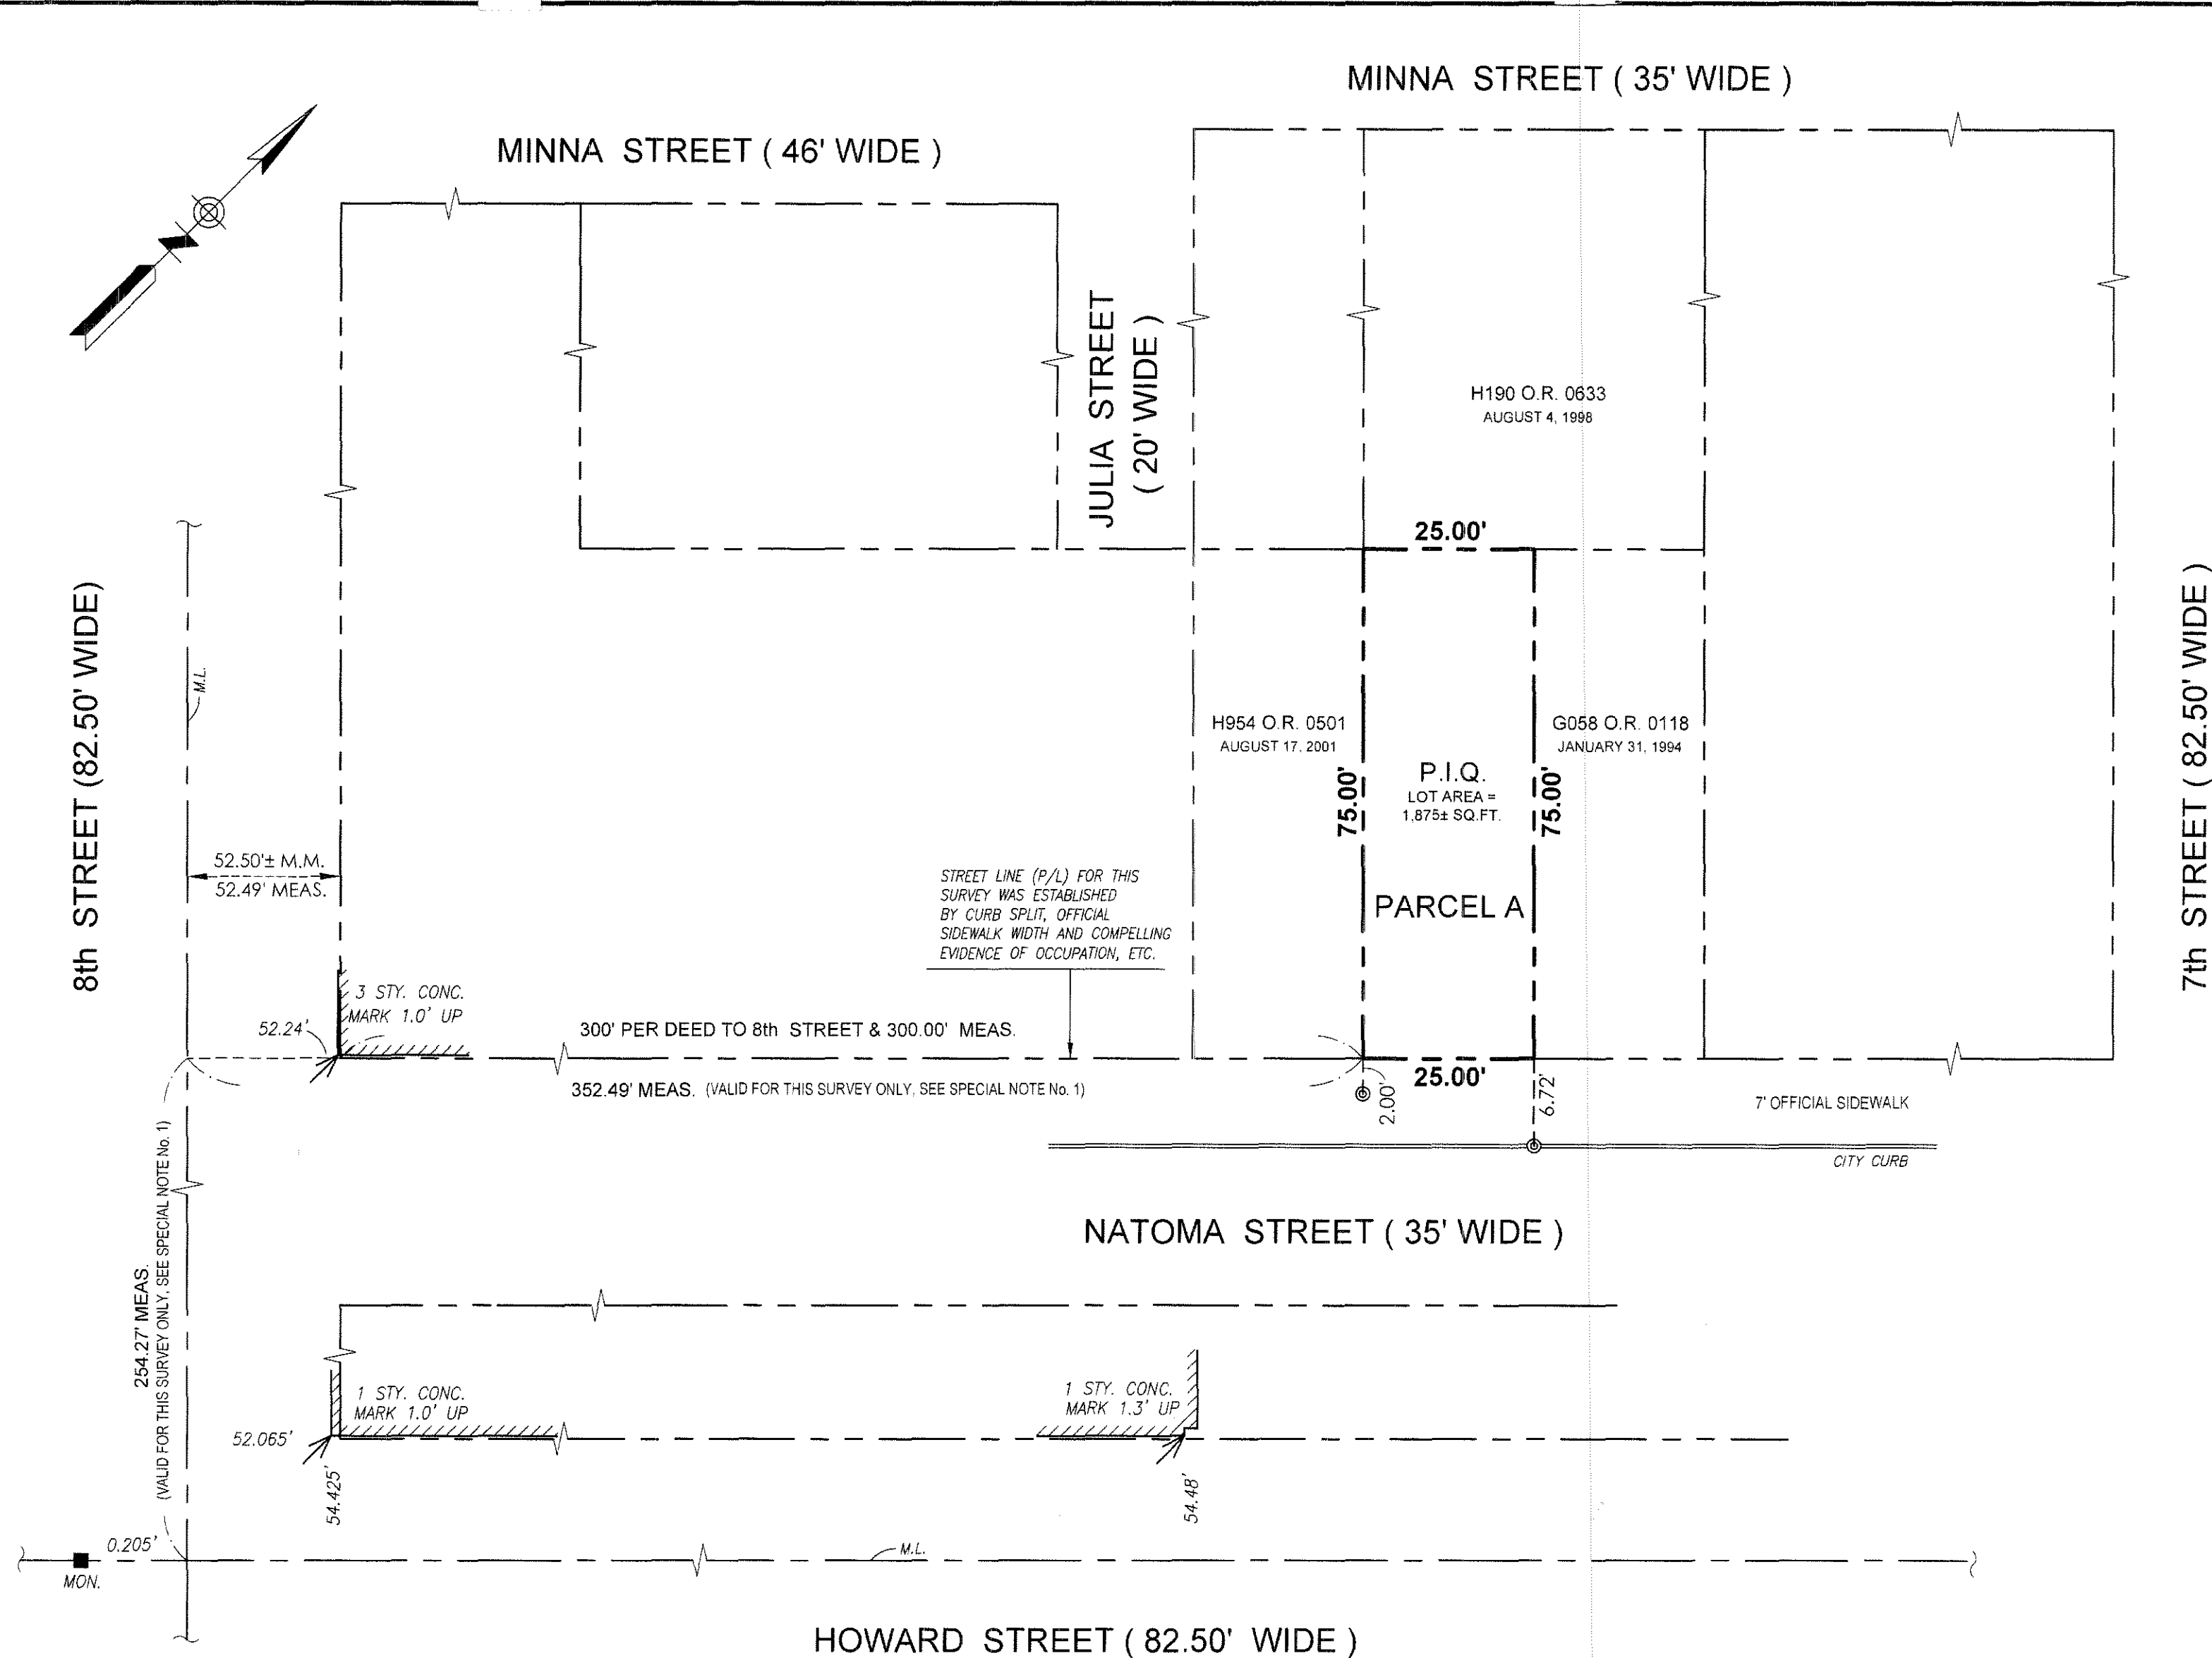 MINNA STREET ( 35' WIDE )
MINNA STREET ( 46' WIDE )
N
JULIA STREET
( 20' WIDE )
H190 O.R. 0633
AUGUST 4, 1998
25.00'
8th STREET (82.50' WIDE)
7th STREET ( 82.50' WIDE )
M.L.
H954 O.R. 0501
AUGUST 17, 2001
G058 O.R. 0118
JANUARY 31, 1994
75.00'
P.I.Q.
LOT AREA =
1,875± SQ.FT.
75.00'
PARCEL A
52.50'± M.M.
52.49' MEAS.
STREET LINE (P/L) FOR THIS
SURVEY WAS ESTABLISHED
BY CURB SPLIT, OFFICIAL
SIDEWALK WIDTH AND COMPELLING
EVIDENCE OF OCCUPATION, ETC.
3 STY. CONC.
MARK 1.0' UP
52.24'
300' PER DEED TO 8th STREET & 300.00' MEAS.
352.49' MEAS. (VALID FOR THIS SURVEY ONLY, SEE SPECIAL NOTE No. 1)
25.00'
2.00'
6.72'
7' OFFICIAL SIDEWALK
CITY CURB
254.27' MEAS.
(VALID FOR THIS SURVEY ONLY, SEE SPECIAL NOTE No. 1)
NATOMA STREET ( 35' WIDE )
1 STY. CONC.
MARK 1.0' UP
1 STY. CONC.
MARK 1.3' UP
52.065'
54.425'
54.48'
0.205'
MON.
M.L.
HOWARD STREET ( 82.50' WIDE )